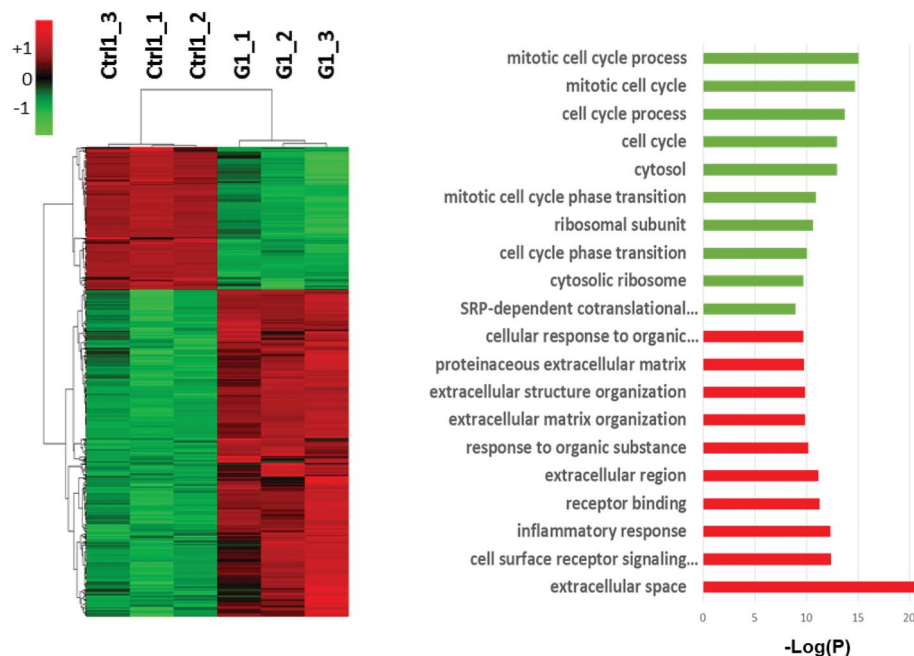 +1
0
-1
Ctrl1_3
Ctrl1_1
Ctrl1_2
G1_1
G1_2
G1_3
mitotic cell cycle process
mitotic cell cycle
cell cycle process
cell cycle
cytosol
mitotic cell cycle phase transition
ribosomal subunit
cell cycle phase transition
cytosolic ribosome
SRP-dependent cotranslational...
cellular response to organic...
proteinaceous extracellular matrix
extracellular structure organization
extracellular matrix organization
response to organic substance
extracellular region
receptor binding
inflammatory response
cell surface receptor signaling...
extracellular space
0 5 10 15 20
-Log(P)